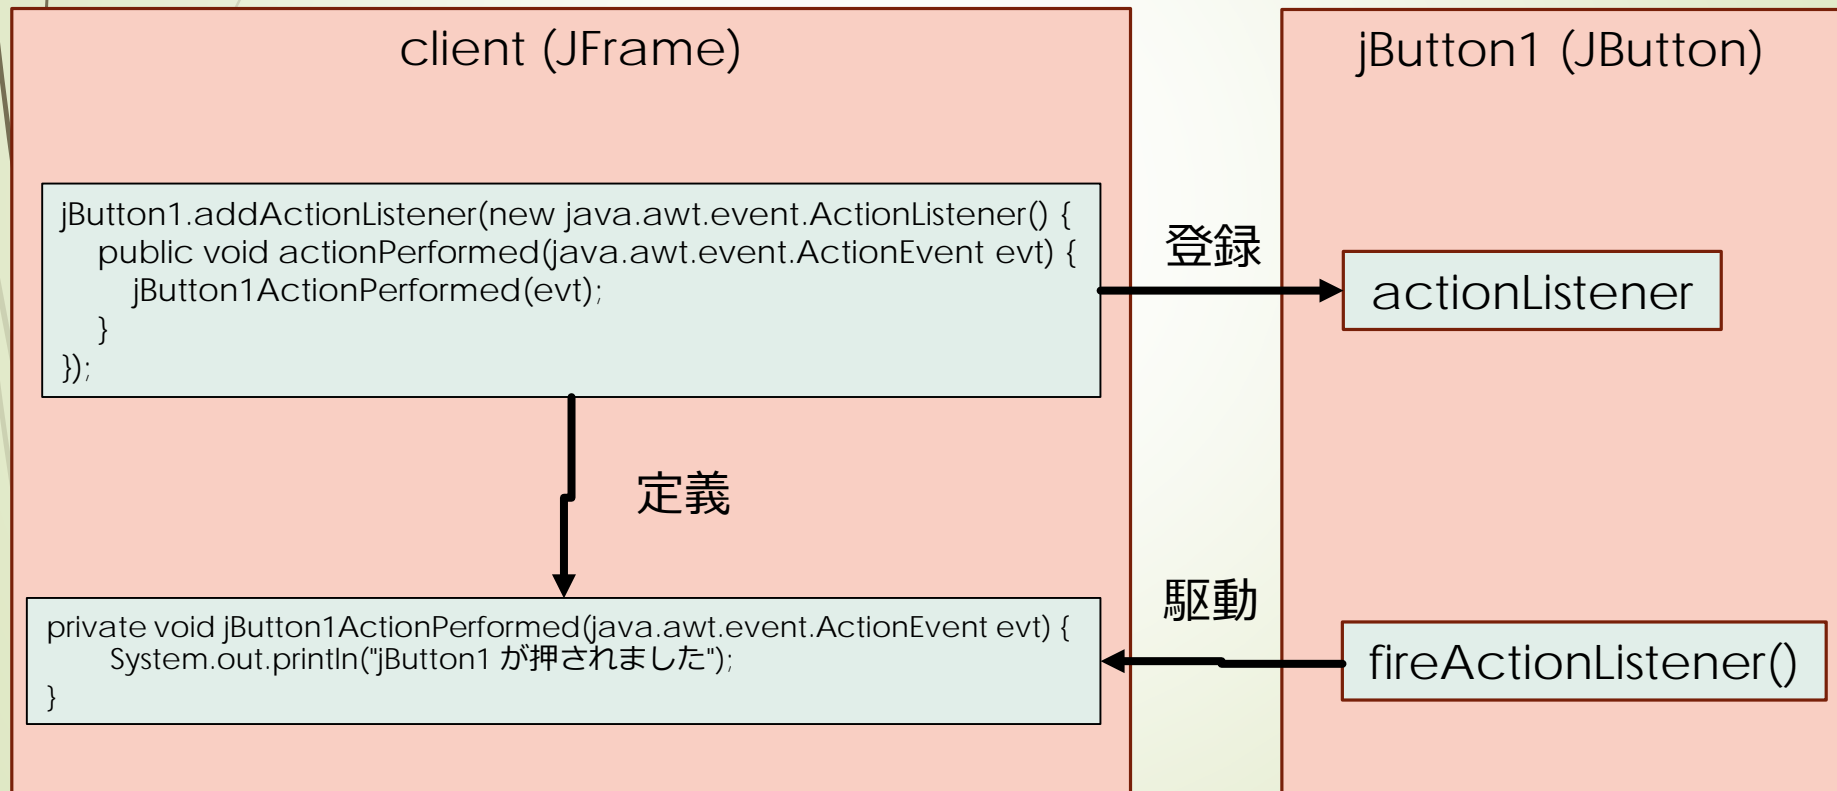 client (JFrame)
jButton1.addActionListener(new java.awt.event.ActionListener() {
public void actionPerformed(java.awt.event.ActionEvent evt) {
jButton1ActionPerformed(evt);
}
});
定義
private void jButton1ActionPerformed(java.awt.event.ActionEvent evt) {
System.out.println("jButton1 が押されました");
}
登録
駆動
jButton1 (JButton)
actionListener
fireActionListener()